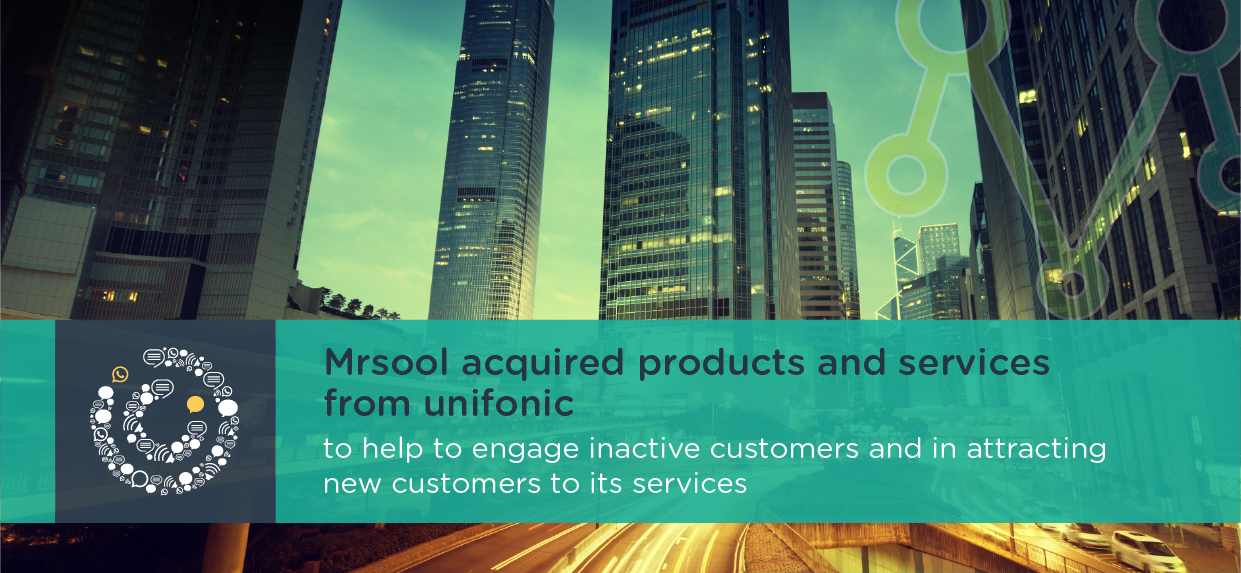 Mrsool acquired products and services
from unifonic
to help to engage inactive customers and in attracting
new customers to its services